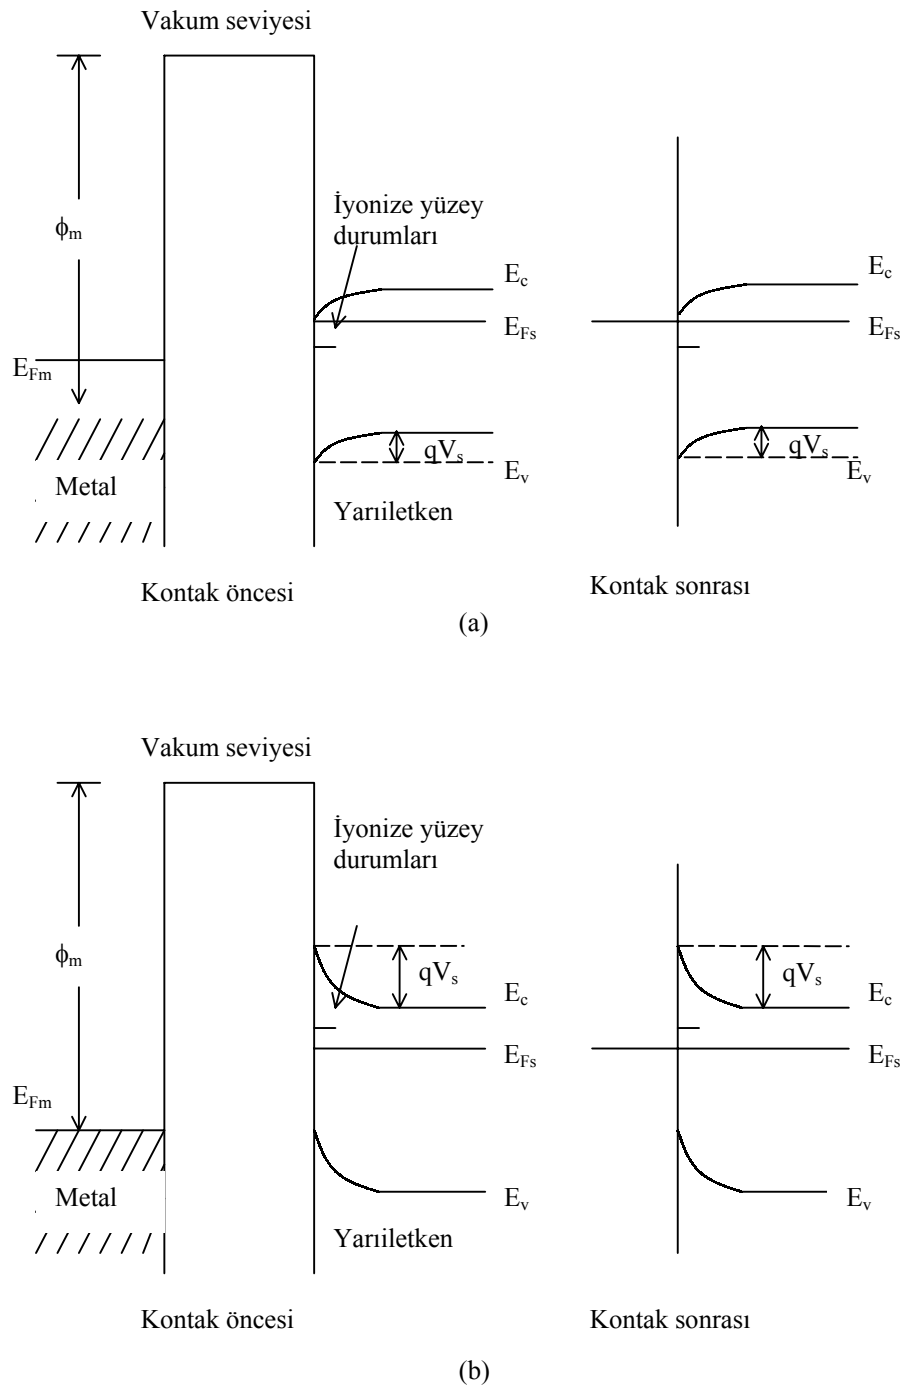 Vakum seviyesi
İyonize yüzey
durumları
ϕm
Ec
Ec
EFs
EFs
EFm
qVs
qVs
Ev
Ev
Metal
Yarıiletken
Kontak öncesi
Kontak sonrası
(a)
Vakum seviyesi
İyonize yüzey
durumları
ϕm
qVs
qVs
Ec
Ec
EFs
EFs
EFm
Metal
Ev
Ev
Yarıiletken
Kontak öncesi
Kontak sonrası
(b)